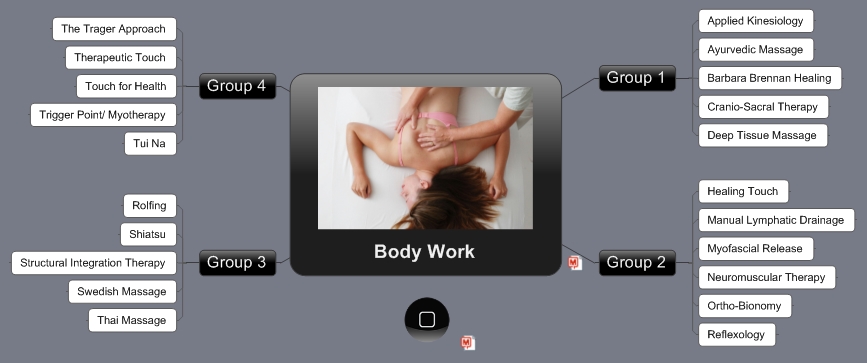 The Trager Approach
Therapeutic Touch
Touch for Health
Trigger Point/ Myotherapy
Tui Na
Group 4
Rolfing
Shiatsu
Structural Integration Therapy
Swedish Massage
Thai Massage
Group 3
Body Work
Group 1
Applied Kinesiology
Ayurvedic Massage
Barbara Brennan Healing
Cranio-Sacral Therapy
Deep Tissue Massage
Group 2
Healing Touch
Manual Lymphatic Drainage
Myofascial Release
Neuromuscular Therapy
Ortho-Bionomy
Reflexology